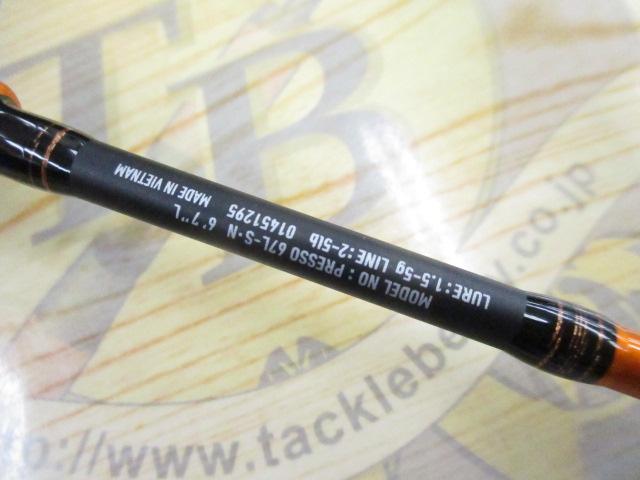 MODEL NO : PRESSO 67L-S・N 6'7"L
LURE:1.5-5g LINE:2-5lb 01451295 MADE IN VIETNAM
TB
http://www.tackleberry.co.jp